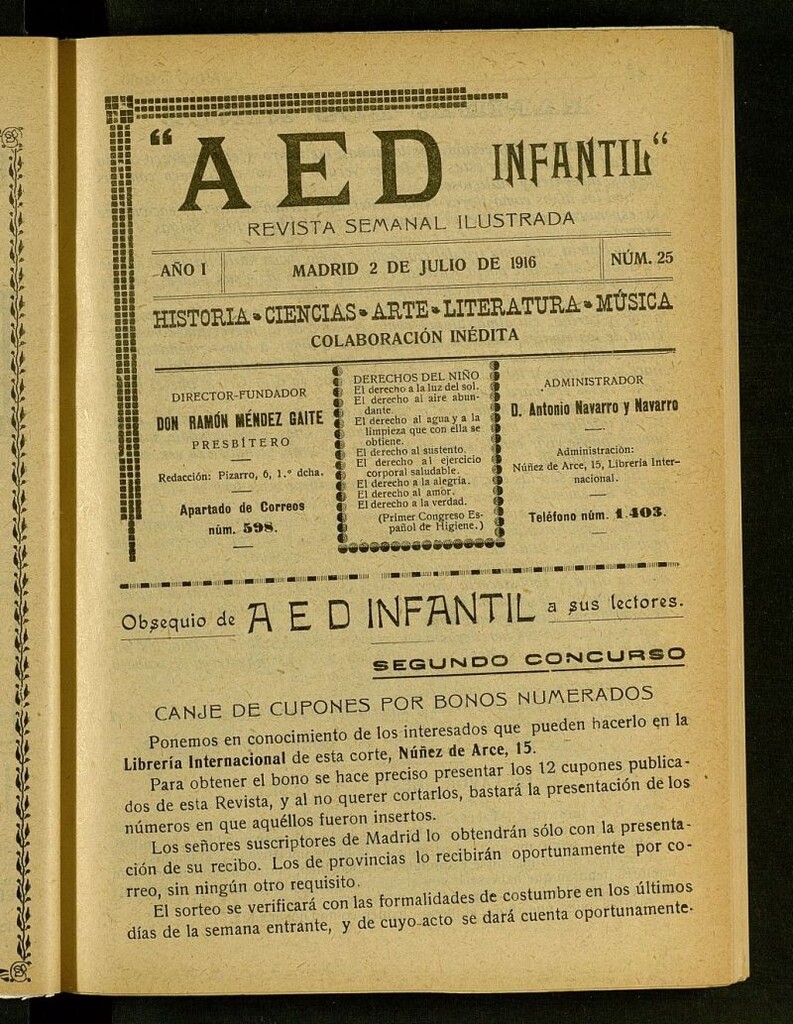 “AED INFANTIL“
REVISTA SEMANAL ILUSTRADA
AÑO I
MADRID 2 DE JULIO DE 1916
NÚM. 25
HISTORIA • CIENCIAS • ARTE • LITERATURA • MÚSICA
COLABORACIÓN INÉDITA
DIRECTOR-FUNDADOR
DON RAMÓN MÉNDEZ GAITE
PRESBÍTERO
Redacción: Pizarro, 6, 1.° dcha.
Apartado de Correos
núm. 598.
DERECHOS DEL NIÑO
El derecho a la luz del sol.
El derecho al aire abun-
dante.
El derecho al agua y a la
limpieza que con ella se
obtiene.
El derecho al sustento.
El derecho al ejercicio
corporal saludable.
El derecho a la alegría.
El derecho al amor.
El derecho a la verdad.
(Primer Congreso Es-
pañol de Higiene.)
ADMINISTRADOR
D. Antonio Navarro y Navarro
Administración:
Núñez de Arce, 15, Librería Inter-
nacional.
Teléfono núm. 1.403.
Obsequio de AED INFANTIL a sus lectores.
SEGUNDO CONCURSO
CANJE DE CUPONES POR BONOS NUMERADOS
Ponemos en conocimiento de los interesados que pueden hacerlo en la
Librería Internacional de esta corte, Núñez de Arce, 15.
Para obtener el bono se hace preciso presentar los 12 cupones publica-
dos de esta Revista, y al no querer cortarlos, bastará la presentación de los
números en que aquéllos fueron insertos.
Los señores suscriptores de Madrid lo obtendrán sólo con la presenta-
ción de su recibo. Los de provincias lo recibirán oportunamente por co-
rreo, sin ningún otro requisito.
El sorteo se verificará con las formalidades de costumbre en los últimos
días de la semana entrante, y de cuyo acto se dará cuenta oportunamente.